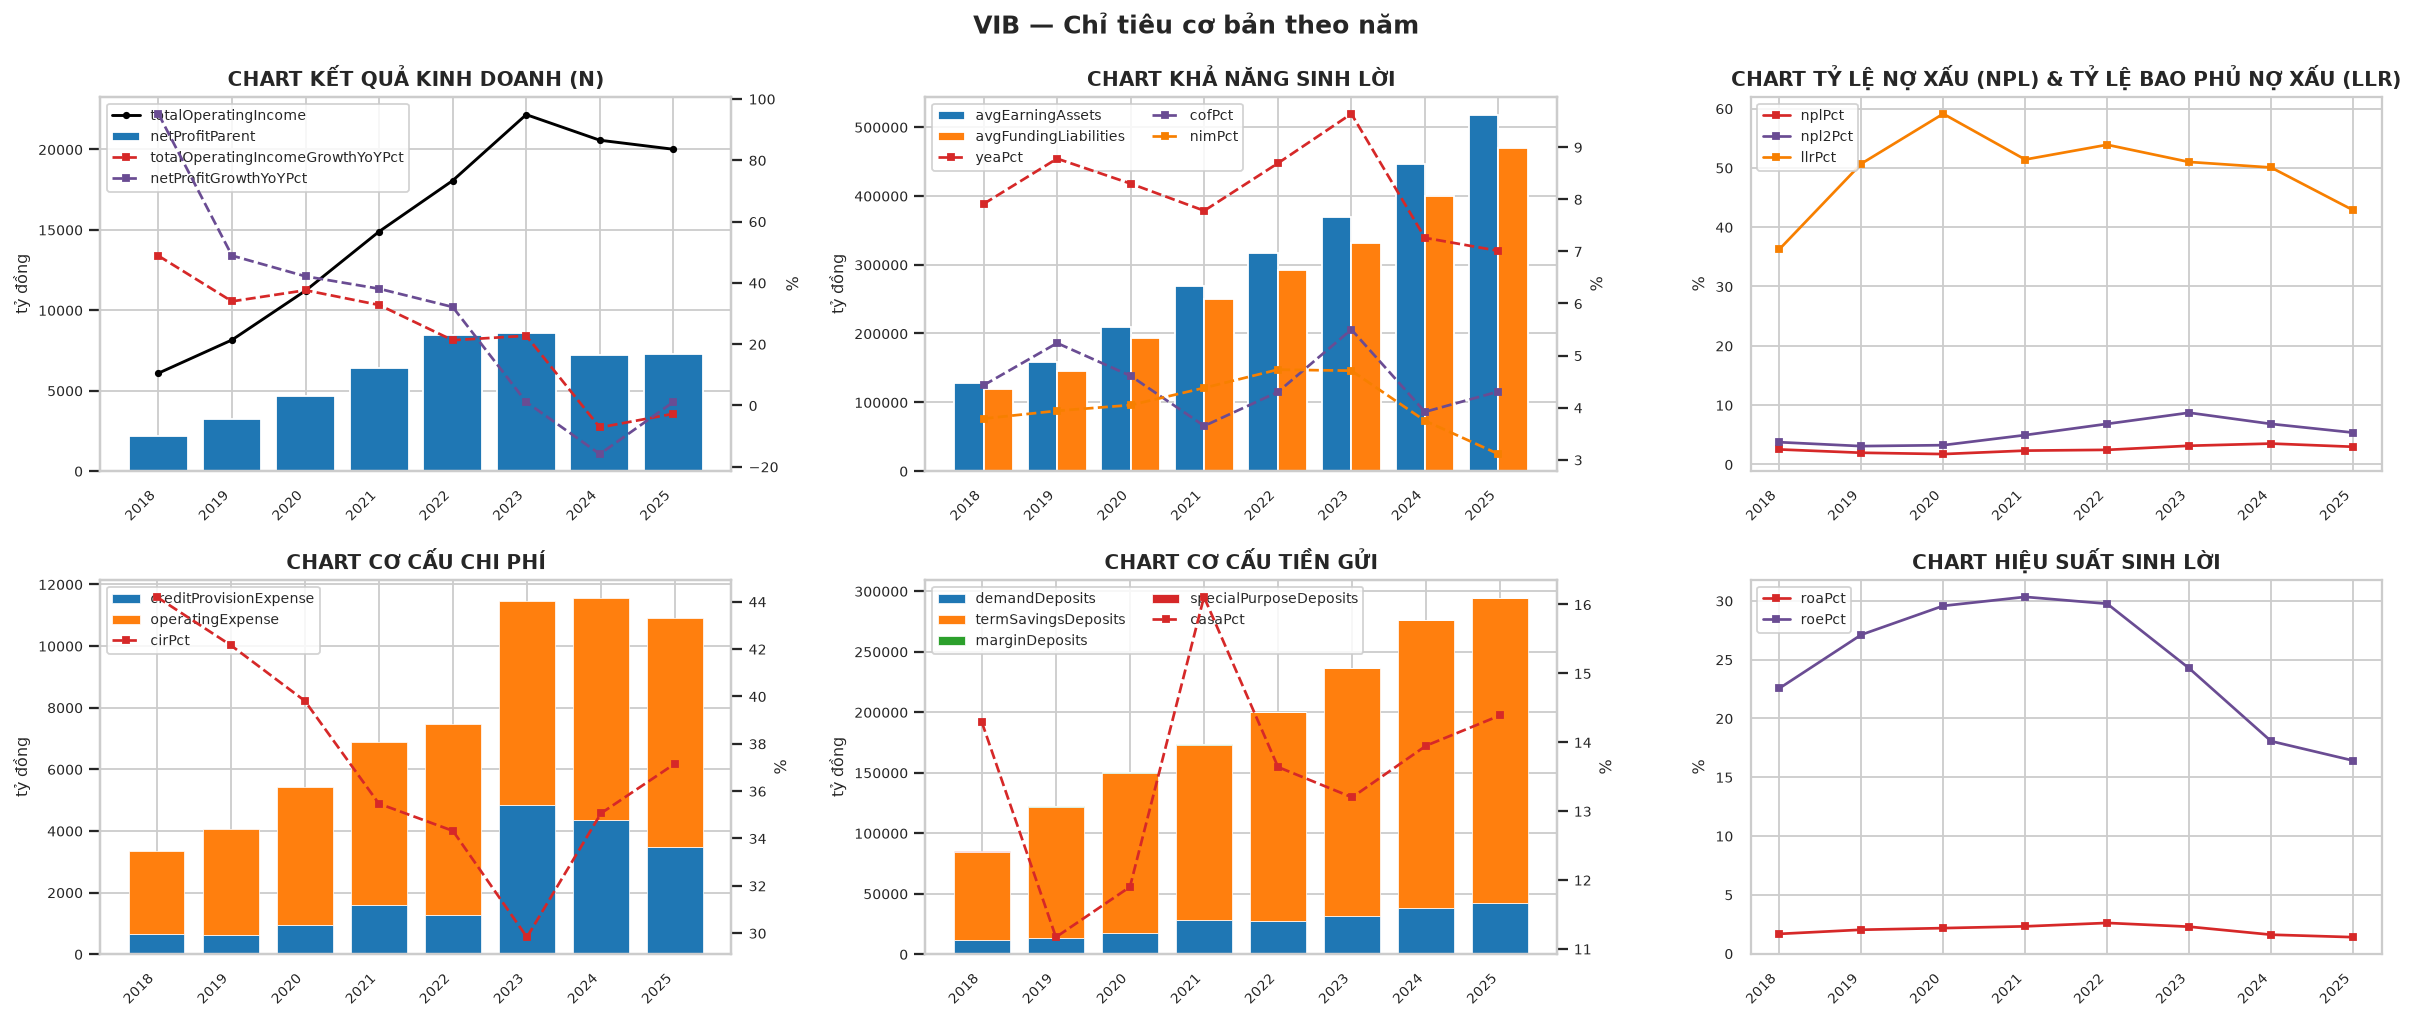 VIB — Chỉ tiêu cơ bản theo năm
CHART KẾT QUẢ KINH DOANH (N)
totalOperatingIncome
netProfitParent
totalOperatingIncomeGrowthYoYPct
netProfitGrowthYoYPct
tỷ đồng
20000
15000
10000
5000
0
100
80
60
40
20
0
−20
%
2018 2019 2020 2021 2022 2023 2024 2025
CHART KHẢ NĂNG SINH LỜI
avgEarningAssets
avgFundingLiabilities
yeaPct
cofPct
nimPct
tỷ đồng
500000
400000
300000
200000
100000
0
9
8
7
6
5
4
3
%
2018 2019 2020 2021 2022 2023 2024 2025
CHART TỶ LỆ NỢ XẤU (NPL) & TỶ LỆ BAO PHỦ NỢ XẤU (LLR)
nplPct
npl2Pct
llrPct
%
60
50
40
30
20
10
0
2018 2019 2020 2021 2022 2023 2024 2025
CHART CƠ CẤU CHI PHÍ
creditProvisionExpense
operatingExpense
cirPct
tỷ đồng
12000
10000
8000
6000
4000
2000
0
44
42
40
38
36
34
32
30
%
2018 2019 2020 2021 2022 2023 2024 2025
CHART CƠ CẤU TIỀN GỬI
demandDeposits
termSavingsDeposits
marginDeposits
specialPurposeDeposits
casaPct
tỷ đồng
300000
250000
200000
150000
100000
50000
0
16
15
14
13
12
11
%
2018 2019 2020 2021 2022 2023 2024 2025
CHART HIỆU SUẤT SINH LỜI
roaPct
roePct
%
30
25
20
15
10
5
0
2018 2019 2020 2021 2022 2023 2024 2025